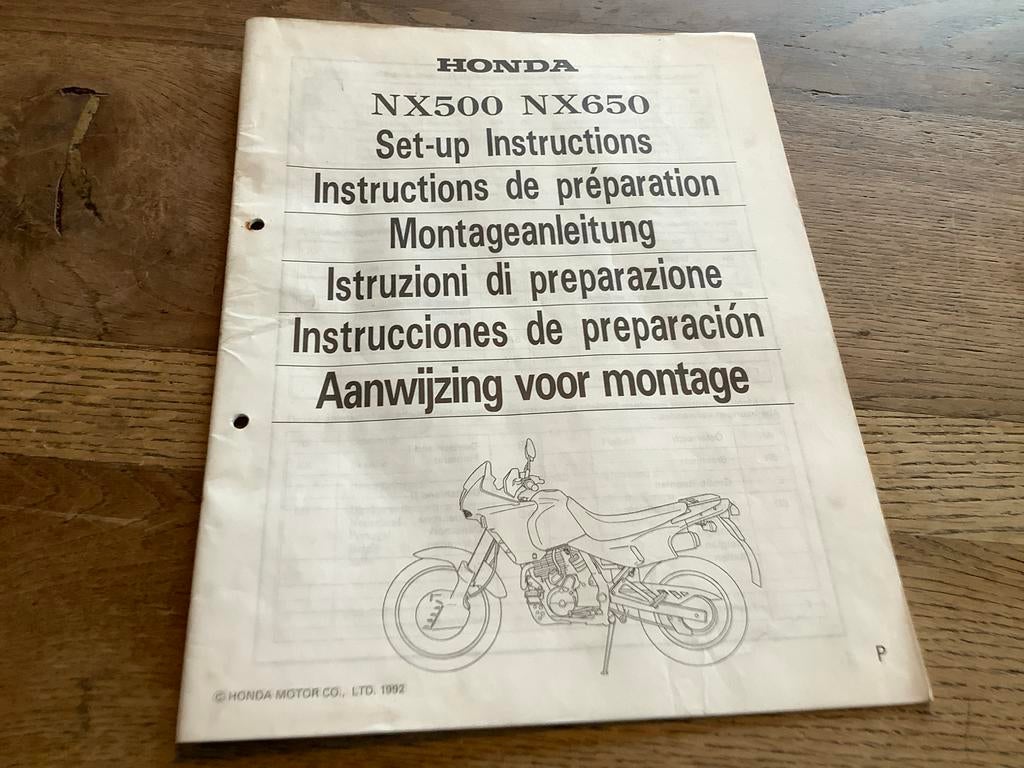 HONDA
NX500 NX650
Set-up Instructions
Instructions de préparation
Montageanleitung
Istruzioni di preparazione
Instrucciones de preparación
Aanwijzing voor montage
P
© HONDA MOTOR CO., LTD. 1992